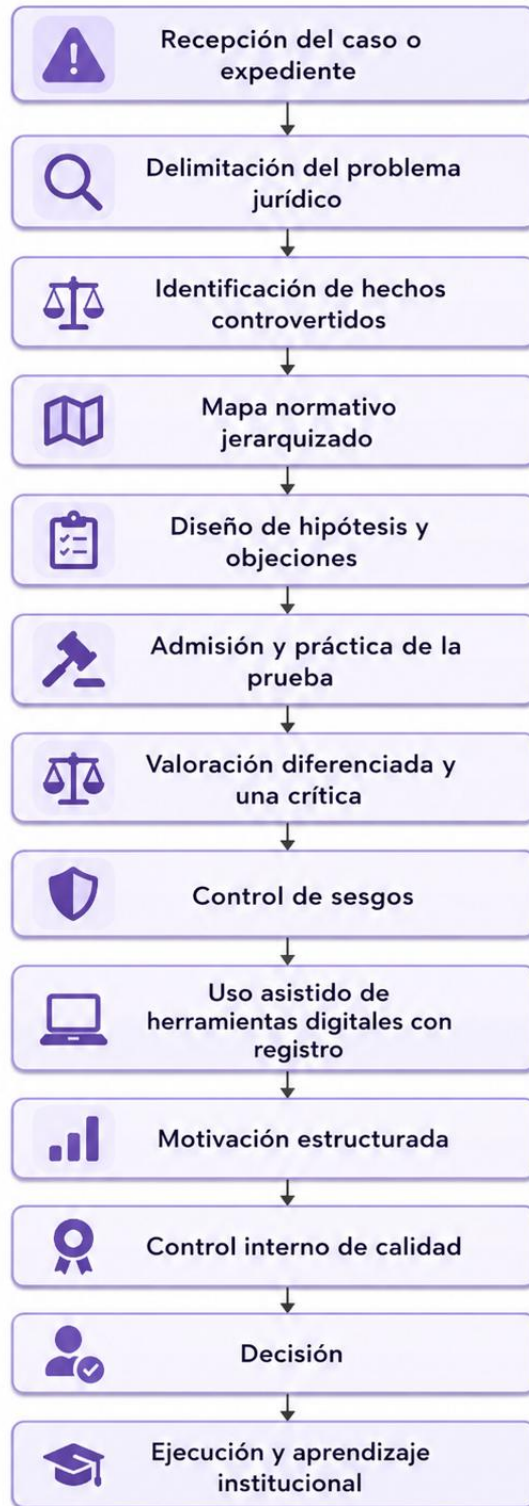 Recepción del caso o
expediente
Delimitación del problema
jurídico
Identificación de hechos
controvertidos
Mapa normativo
jerarquizado
Diseño de hipótesis y
objeciones
Admisión y práctica de la
prueba
Valoración diferenciada y
una crítica
Control de sesgos
Uso asistido de
herramientas digitales con
registro
Motivación estructurada
Control interno de calidad
Decisión
Ejecución y aprendizaje
institucional